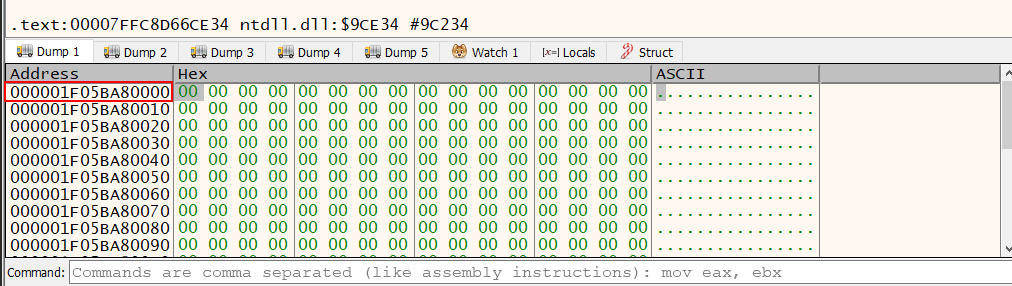 .text:00007FFC8D66CE34 ntdll.dll:$9CE34 #9C234
Dump 1 Dump 2 Dump 3 Dump 4 Dump 5 Watch 1 [x=] Locals Struct
Address Hex ASCII
000001F05BA80000 00 00 00 00 00 00 00 00 00 00 00 00 00 00 00 00 ................
000001F05BA80010 00 00 00 00 00 00 00 00 00 00 00 00 00 00 00 00 ................
000001F05BA80020 00 00 00 00 00 00 00 00 00 00 00 00 00 00 00 00 ................
000001F05BA80030 00 00 00 00 00 00 00 00 00 00 00 00 00 00 00 00 ................
000001F05BA80040 00 00 00 00 00 00 00 00 00 00 00 00 00 00 00 00 ................
000001F05BA80050 00 00 00 00 00 00 00 00 00 00 00 00 00 00 00 00 ................
000001F05BA80060 00 00 00 00 00 00 00 00 00 00 00 00 00 00 00 00 ................
000001F05BA80070 00 00 00 00 00 00 00 00 00 00 00 00 00 00 00 00 ................
000001F05BA80080 00 00 00 00 00 00 00 00 00 00 00 00 00 00 00 00 ................
000001F05BA80090 00 00 00 00 00 00 00 00 00 00 00 00 00 00 00 00 ................
Command: Commands are comma separated (like assembly instructions): mov eax, ebx